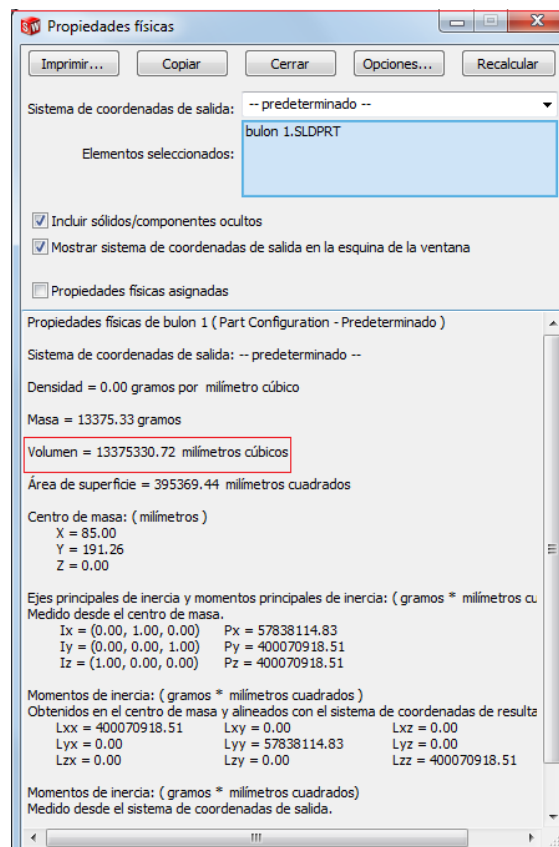 Propiedades físicas
Imprimir... Copiar Cerrar Opciones... Recalcular
Sistema de coordenadas de salida: -- predeterminado --
bulon 1.SLDPRT
Elementos seleccionados:
Incluir sólidos/componentes ocultos
Mostrar sistema de coordenadas de salida en la esquina de la ventana
Propiedades físicas asignadas
Propiedades físicas de bulon 1 ( Part Configuration - Predeterminado )
Sistema de coordenadas de salida: -- predeterminado --
Densidad = 0.00 gramos por milímetro cúbico
Masa = 13375.33 gramos
Volumen = 13375330.72 milímetros cúbicos
Área de superficie = 395369.44 milímetros cuadrados
Centro de masa: ( milímetros )
X = 85.00
Y = 191.26
Z = 0.00
Ejes principales de inercia y momentos principales de inercia: ( gramos * milímetros cu
Medido desde el centro de masa.
Ix = (0.00, 1.00, 0.00) Px = 57838114.83
Iy = (0.00, 0.00, 1.00) Py = 400070918.51
Iz = (1.00, 0.00, 0.00) Pz = 400070918.51
Momentos de inercia: ( gramos * milímetros cuadrados )
Obtenidos en el centro de masa y alineados con el sistema de coordenadas de resulta
Lxx = 400070918.51 Lxy = 0.00 Lxz = 0.00
Lyx = 0.00 Lyy = 57838114.83 Lyz = 0.00
Lzx = 0.00 Lzy = 0.00 Lzz = 400070918.51
Momentos de inercia: ( gramos * milímetros cuadrados)
Medido desde el sistema de coordenadas de salida.